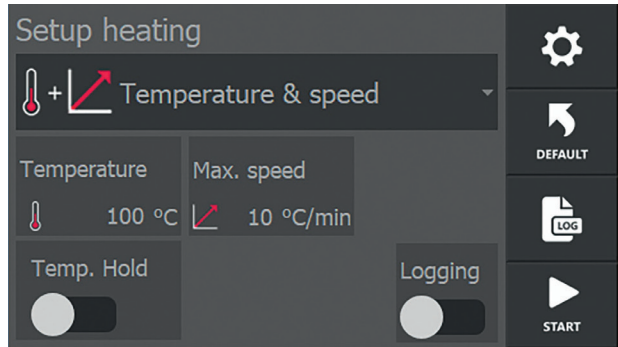 Setup heating
+ Temperature & speed
DEFAULT
Temperature
Max. speed
100 °C
10 °C/min
LOG
Temp. Hold
Logging
START